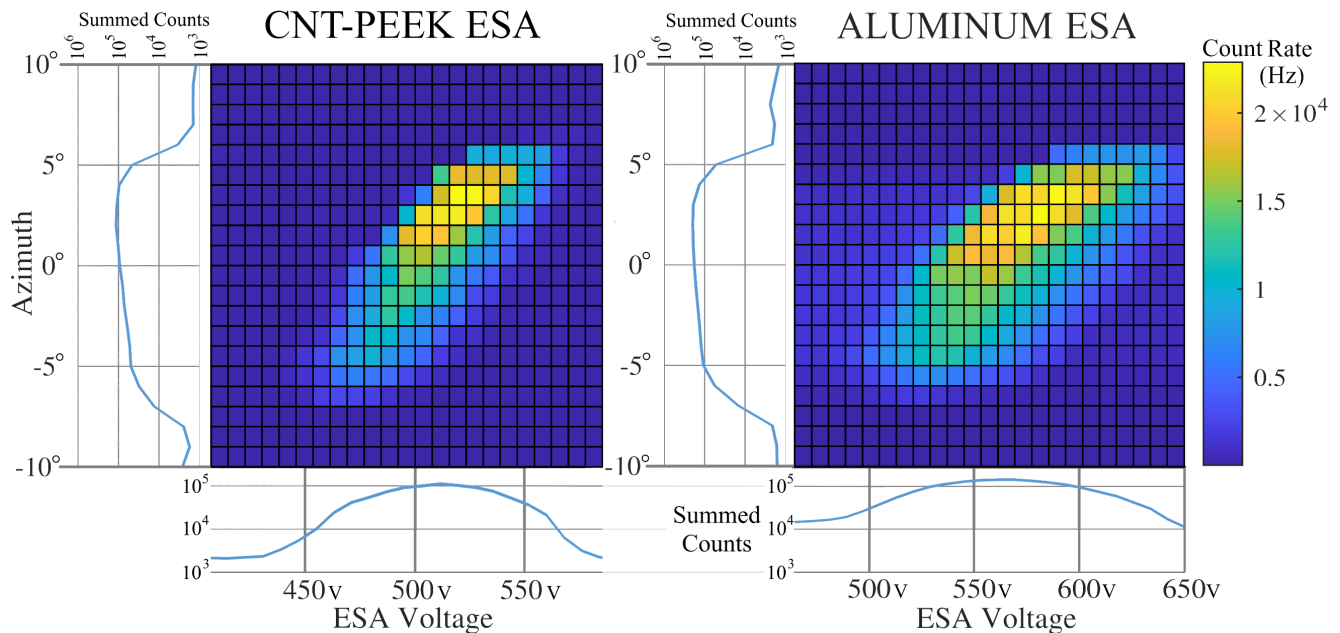 Summed Counts
10⁶ 10⁵ 10⁴ 10³
CNT-PEEK ESA
Azimuth
10°
5°
0°
-5°
-10°
10⁵
10⁴
10³
450v 500v 550v
ESA Voltage
Summed Counts
10⁶ 10⁵ 10⁴ 10³
ALUMINUM ESA
10°
5°
0°
-5°
-10°
Summed
Counts
10⁵
10⁴
10³
500v 550v 600v 650v
ESA Voltage
Count Rate
(Hz)
2×10⁴
1.5
1
0.5